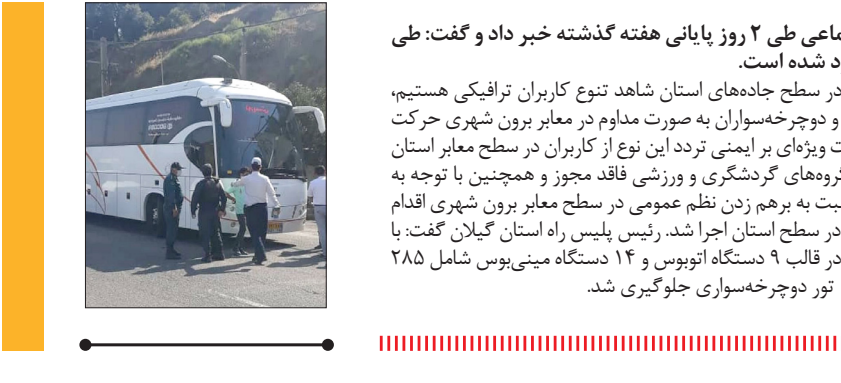 ماعی طی ۲ روز پایانی هفته گذشته خبر داد و گفت: طی
د شده است.
در سطح جاده‌های استان شاهد تنوع کاربران ترافیکی هستیم،
و دوچرخه‌سواران به صورت مداوم در معابر برون شهری حرکت
ت ویژه‌ای بر ایمنی تردد این نوع از کاربران در سطح معابر استان
گروه‌های گردشگری و ورزشی فاقد مجوز و همچنین با توجه به
سبت به برهم زدن نظم عمومی در سطح معابر برون شهری اقدام
در سطح استان اجرا شد. رئیس پلیس راه استان گیلان گفت: با
در قالب ۹ دستگاه اتوبوس و ۱۴ دستگاه مینی‌بوس شامل ۲۸۵
تور دوچرخه‌سواری جلوگیری شد.